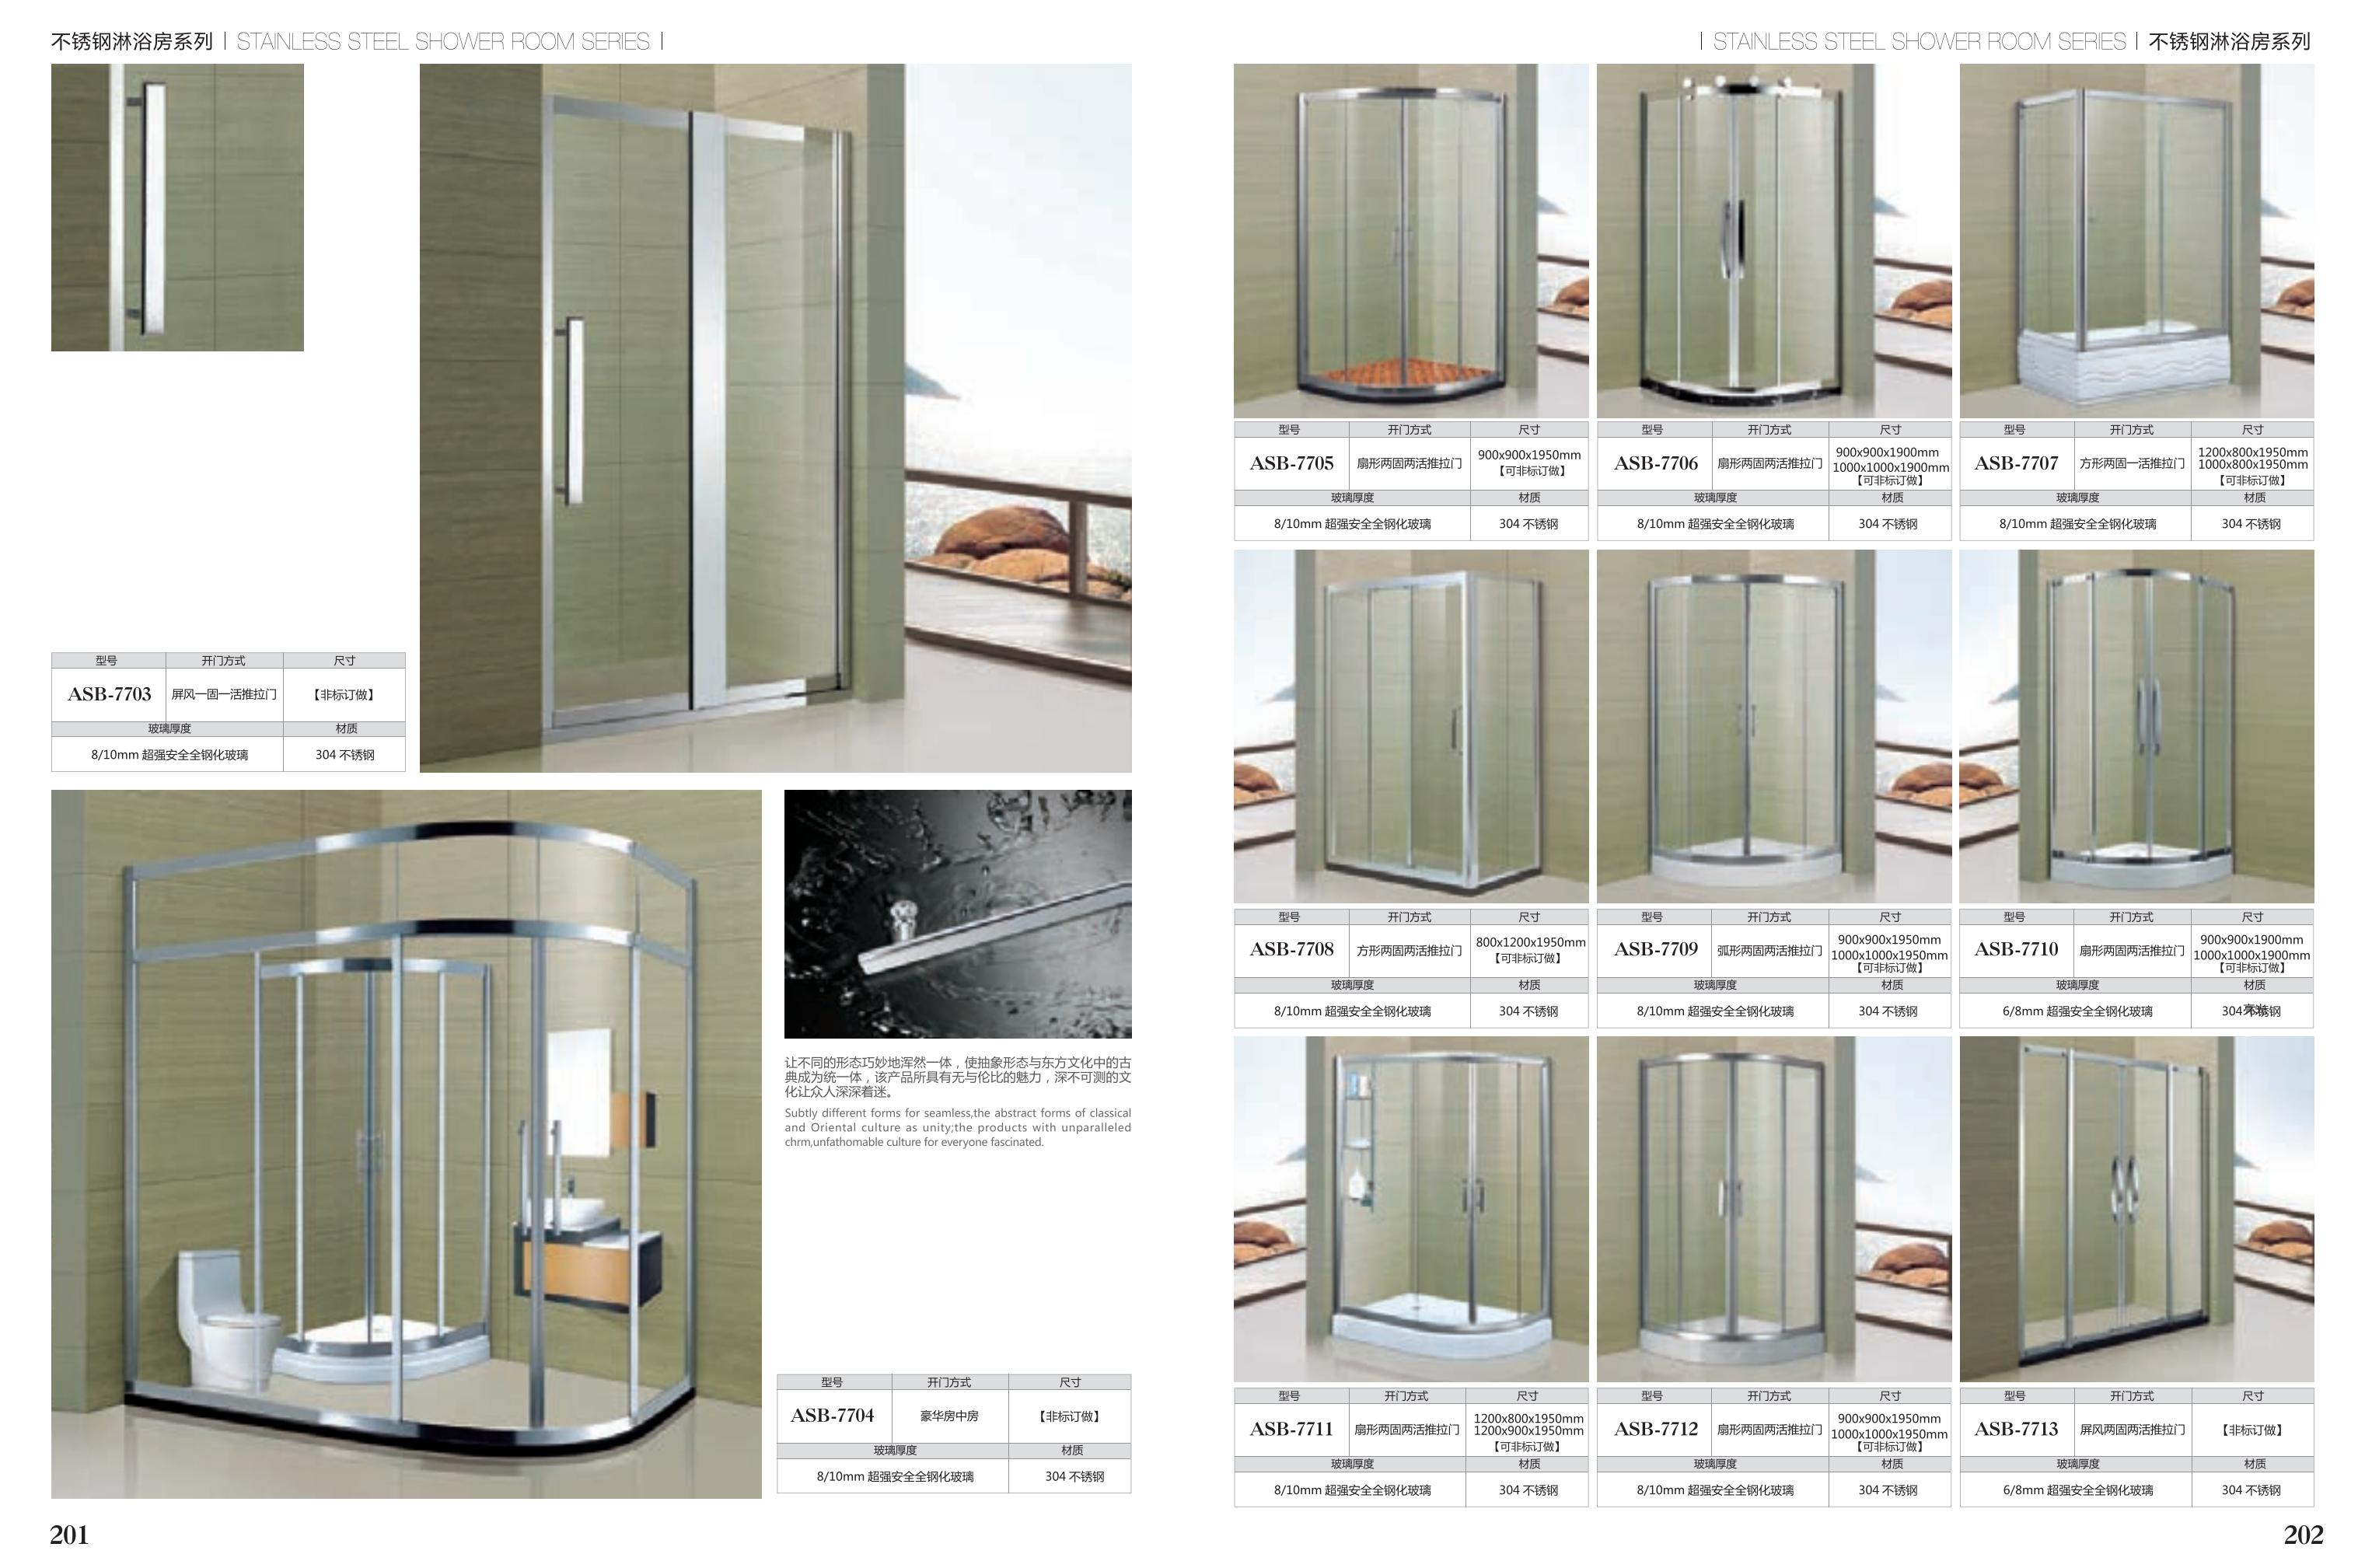 不锈钢淋浴房系列 | STAINLESS STEEL SHOWER ROOM SERIES |
型号 开门方式 尺寸
ASB-7703 屏风一固一活推拉门 【非标订做】
玻璃厚度 材质
8/10mm 超强安全全钢化玻璃 304 不锈钢
让不同的形态巧妙地浑然一体，使抽象形态与东方文化中的古
典成为统一体，该产品所具有无与伦比的魅力，深不可测的文
化让众人深深着迷。
Subtly different forms for seamless,the abstract forms of classical
and Oriental culture as unity;the products with unparalleled
chrm,unfathomable culture for everyone fascinated.
型号 开门方式 尺寸
ASB-7704 豪华房中房 【非标订做】
玻璃厚度 材质
8/10mm 超强安全全钢化玻璃 304 不锈钢
201
| STAINLESS STEEL SHOWER ROOM SERIES | 不锈钢淋浴房系列
型号 开门方式 尺寸
ASB-7705 扇形两固两活推拉门 900x900x1950mm
【可非标订做】
玻璃厚度 材质
8/10mm 超强安全全钢化玻璃 304 不锈钢
型号 开门方式 尺寸
ASB-7706 扇形两固两活推拉门 900x900x1900mm
1000x1000x1900mm
【可非标订做】
玻璃厚度 材质
8/10mm 超强安全全钢化玻璃 304 不锈钢
型号 开门方式 尺寸
ASB-7707 方形两固一活推拉门 1200x800x1950mm
1000x800x1950mm
【可非标订做】
玻璃厚度 材质
8/10mm 超强安全全钢化玻璃 304 不锈钢
型号 开门方式 尺寸
ASB-7708 方形两固两活推拉门 800x1200x1950mm
【可非标订做】
玻璃厚度 材质
8/10mm 超强安全全钢化玻璃 304 不锈钢
型号 开门方式 尺寸
ASB-7709 弧形两固两活推拉门 900x900x1950mm
1000x1000x1950mm
【可非标订做】
玻璃厚度 材质
8/10mm 超强安全全钢化玻璃 304 不锈钢
型号 开门方式 尺寸
ASB-7710 扇形两固两活推拉门 900x900x1900mm
1000x1000x1900mm
【可非标订做】
玻璃厚度 材质
6/8mm 超强安全全钢化玻璃 304 不锈钢
型号 开门方式 尺寸
ASB-7711 扇形两固两活推拉门 1200x800x1950mm
1200x900x1950mm
【可非标订做】
玻璃厚度 材质
8/10mm 超强安全全钢化玻璃 304 不锈钢
型号 开门方式 尺寸
ASB-7712 扇形两固两活推拉门 900x900x1950mm
1000x1000x1950mm
【可非标订做】
玻璃厚度 材质
8/10mm 超强安全全钢化玻璃 304 不锈钢
型号 开门方式 尺寸
ASB-7713 屏风两固两活推拉门 【非标订做】
玻璃厚度 材质
6/8mm 超强安全全钢化玻璃 304 不锈钢
202